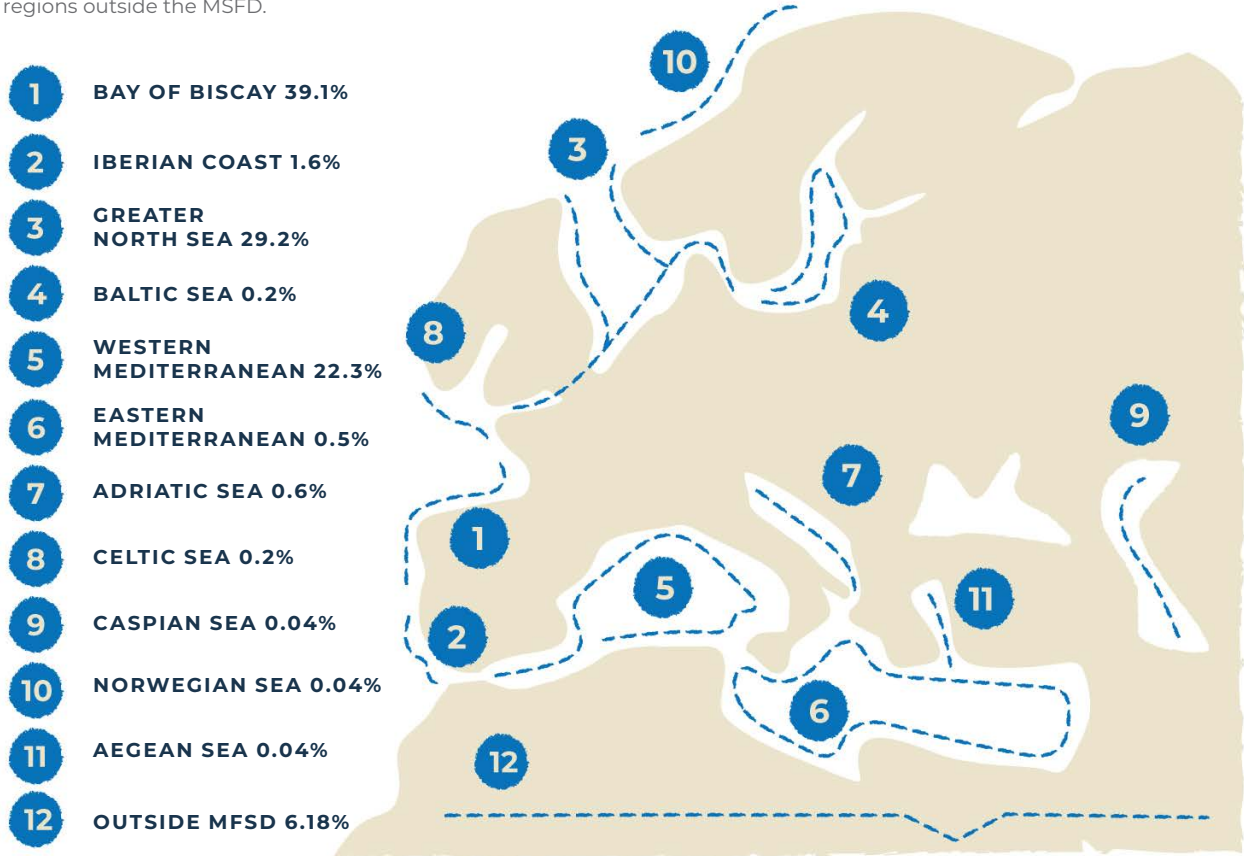 regions outside the MSFD.
1 BAY OF BISCAY 39.1%
2 IBERIAN COAST 1.6%
3 GREATER
NORTH SEA 29.2%
4 BALTIC SEA 0.2%
5 WESTERN
MEDITERRANEAN 22.3%
6 EASTERN
MEDITERRANEAN 0.5%
7 ADRIATIC SEA 0.6%
8 CELTIC SEA 0.2%
9 CASPIAN SEA 0.04%
10 NORWEGIAN SEA 0.04%
11 AEGEAN SEA 0.04%
12 OUTSIDE MFSD 6.18%
10
3
8
4
9
7
1
5
11
2
6
12